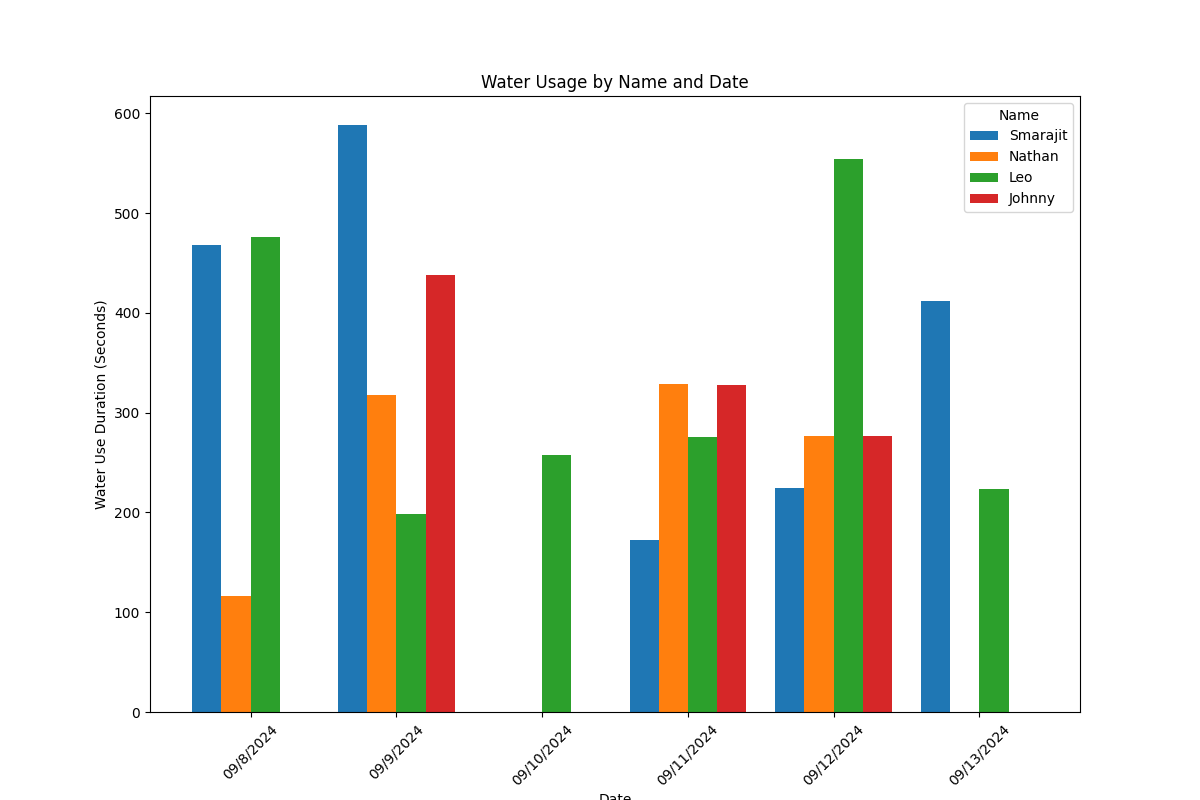 Water Usage by Name and Date
Water Use Duration (Seconds)
600
500
400
300
200
100
0
Name
Smarajit
Nathan
Leo
Johnny
09/8/2024
09/9/2024
09/10/2024
09/11/2024
09/12/2024
09/13/2024
Date